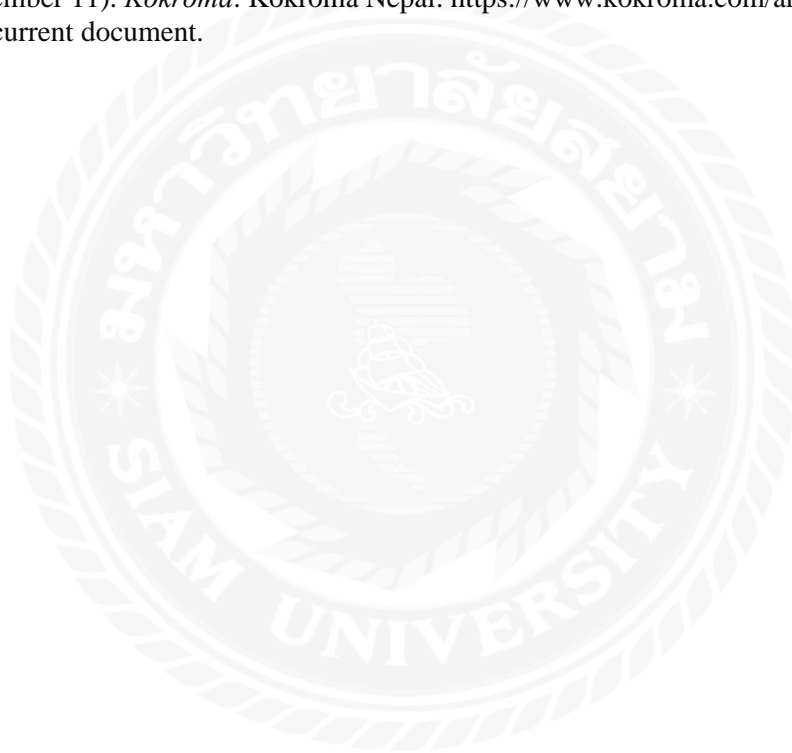 ember 11). Kokroma. Kokroma Nepal. https://www.kokroma.com/a
current document.
มหาวิทยาลัยสยาม
SIAM UNIVERSITY